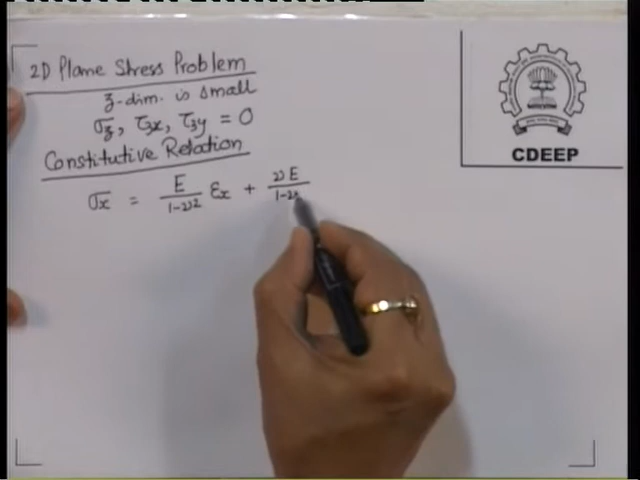 2D Plane Stress Problem
z-dim. is small
σz, τzx, τzy = 0
Constitutive Relation
σx = E/1-ν² εx + νE/1-ν
CDEEP